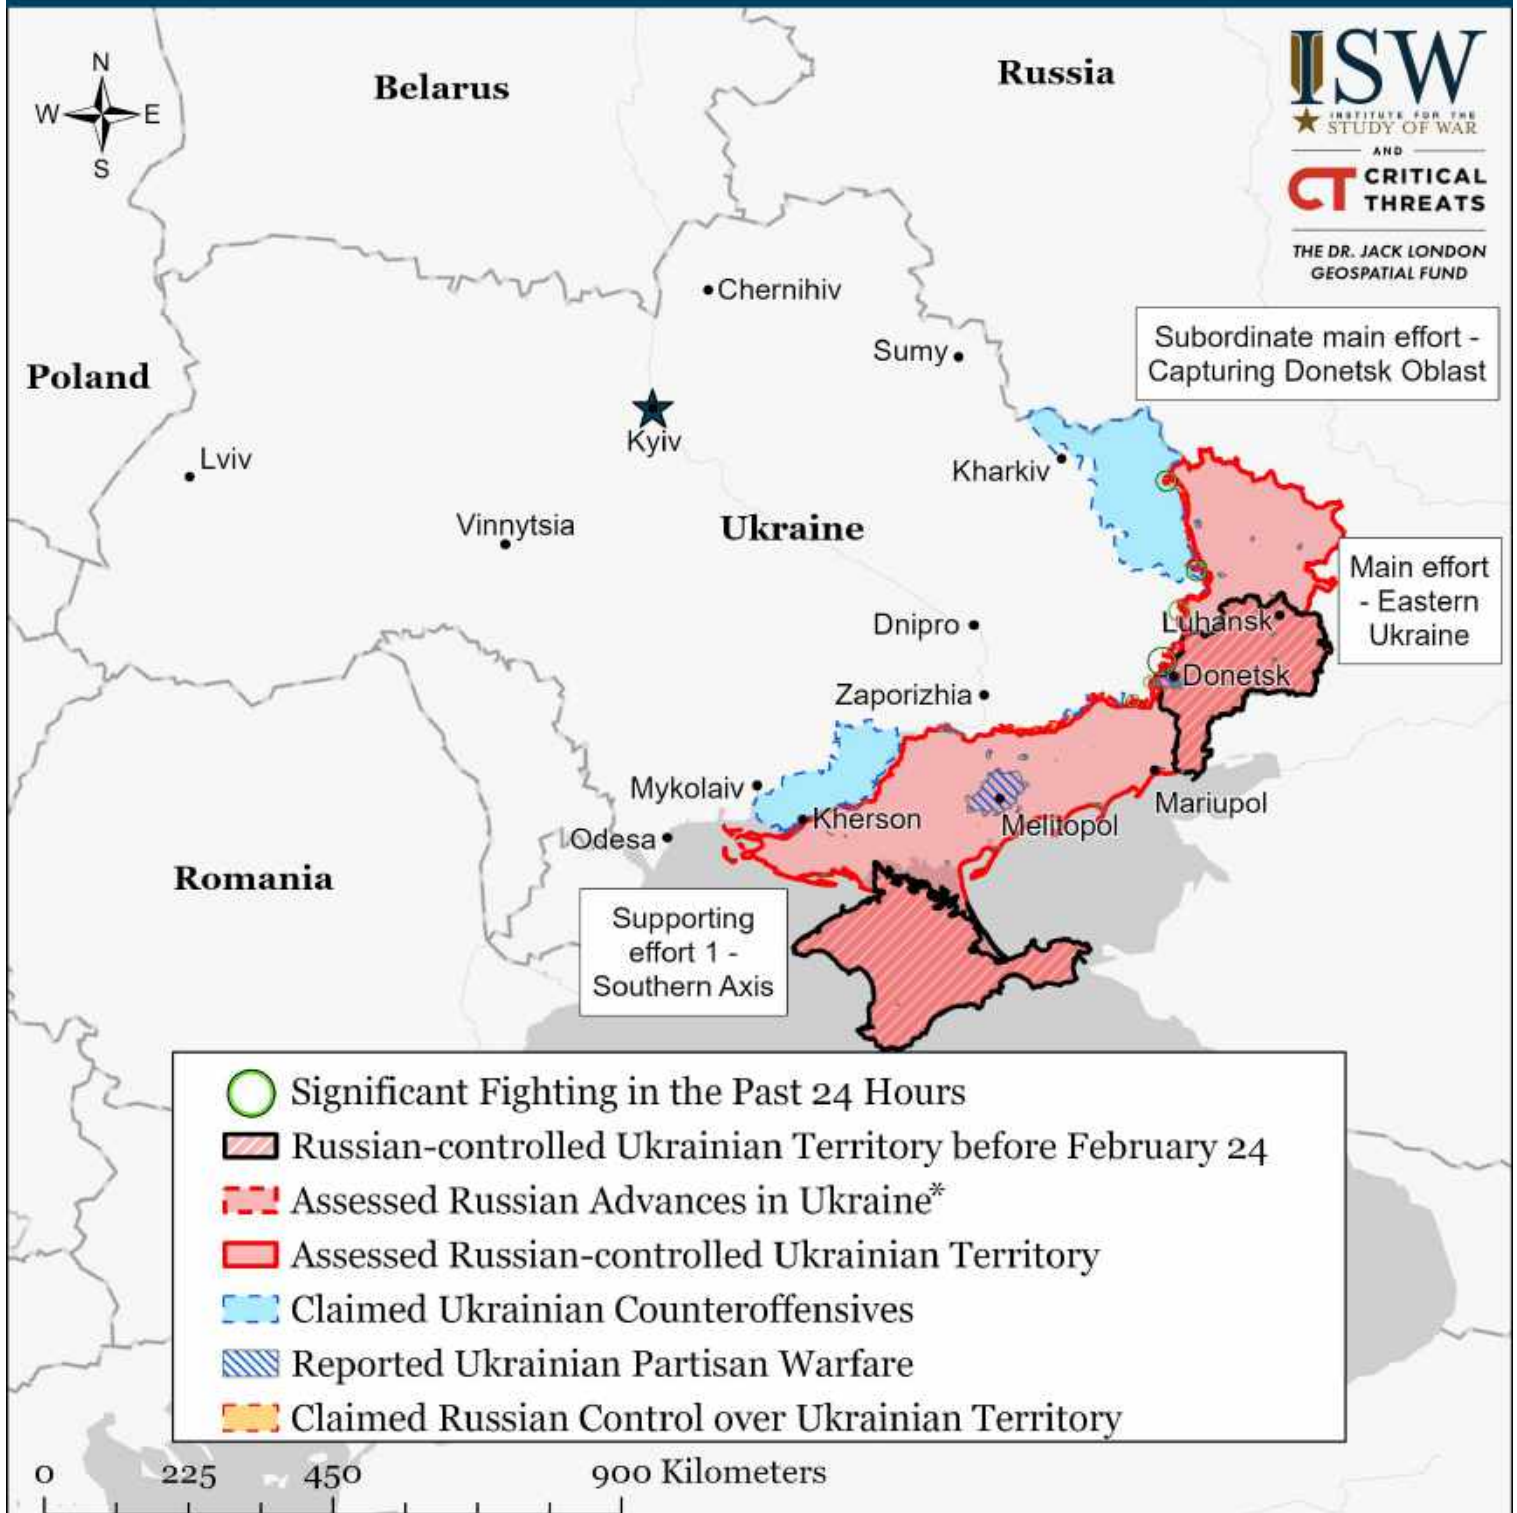 N
W E
S
Belarus
Russia
ISW
INSTITUTE FOR THE
STUDY OF WAR
AND
CT CRITICAL
THREATS
THE DR. JACK LONDON
GEOSPATIAL FUND
Chernihiv
Subordinate main effort -
Capturing Donetsk Oblast
Sumy
Poland
Kyiv
Lviv
Kharkiv
Vinnytsia
Ukraine
Main effort
- Eastern
Ukraine
Dnipro
Luhansk
Donetsk
Zaporizhia
Mykolaiv
Mariupol
Kherson
Melitopol
Odesa
Romania
Supporting
effort 1 -
Southern Axis
Significant Fighting in the Past 24 Hours
Russian-controlled Ukrainian Territory before February 24
Assessed Russian Advances in Ukraine*
Assessed Russian-controlled Ukrainian Territory
Claimed Ukrainian Counteroffensives
Reported Ukrainian Partisan Warfare
Claimed Russian Control over Ukrainian Territory
0 225 450 900 Kilometers